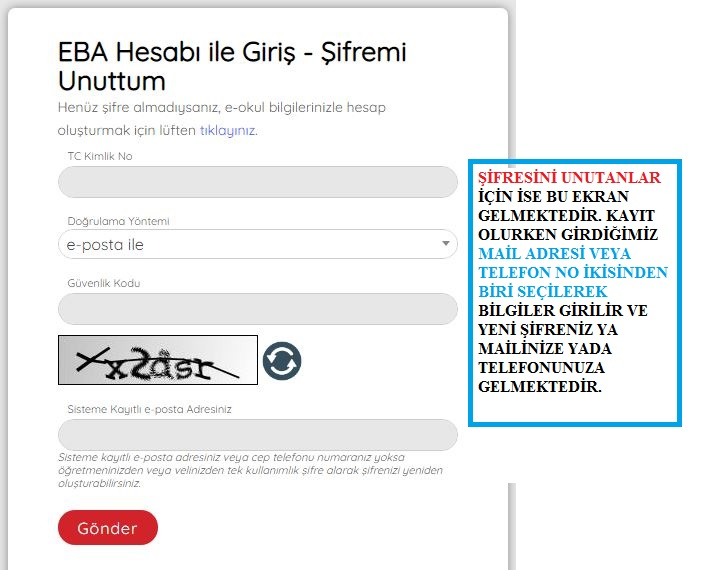 EBA Hesabı ile Giriş - Şifremi
Unuttum
Henüz şifre almadıysanız, e-okul bilgilerinizle hesap
oluşturmak için lüften tıklayınız.
TC Kimlik No
Doğrulama Yöntemi
e-posta ile
Güvenlik Kodu
Sisteme Kayıtlı e-posta Adresiniz
Sisteme kayıtlı e-posta adresiniz veya cep telefonu numaranız yoksa
öğretmeninizden veya velinizden tek kullanımlık şifre alarak şifrenizi yeniden
oluşturabilirsiniz.
Gönder
ŞİFRESİNİ UNUTANLAR
İÇİN İSE BU EKRAN
GELMEKTEDİR. KAYIT
OLURKEN GİRDİĞİMİZ
MAİL ADRESİ VEYA
TELEFON NO İKİSİNDEN
BİRİ SEÇİLEREK
BİLGİLER GİRİLİR VE
YENİ ŞİFRENİZ YA
MAİLİNİZE YADA
TELEFONUNUZA
GELMEKTEDİR.